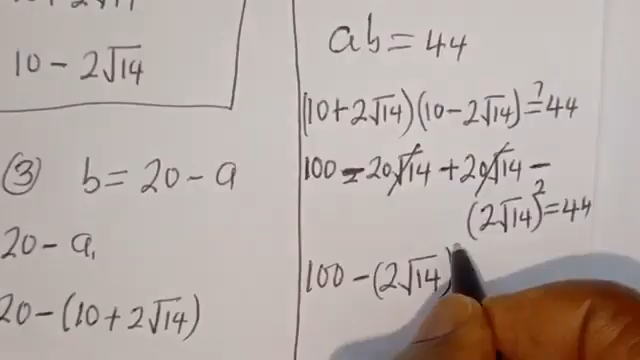 10 - 2√14
③ b = 20 - a
20 - a₁
20 - (10 + 2√14)
ab = 44
(10 + 2√14)(10 - 2√14) ?= 44
100 - 20√14 + 20√14 -
(2√14)² = 44
100 - (2√14)